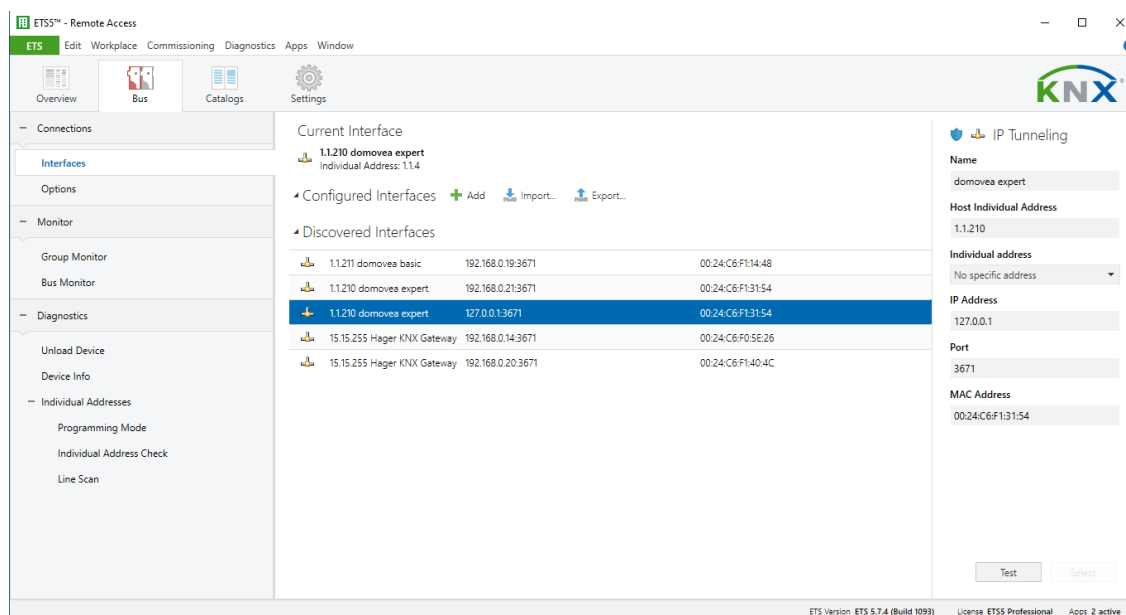 ETS5™ - Remote Access
ETS Edit Workplace Commissioning Diagnostics Apps Window
Overview Bus Catalogs Settings
KNX
Connections
Interfaces
Options
Monitor
Group Monitor
Bus Monitor
Diagnostics
Unload Device
Device Info
Individual Addresses
Programming Mode
Individual Address Check
Line Scan
Current Interface
1.1.210 domovea expert
Individual Address: 1.1.4
Configured Interfaces Add Import... Export...
Discovered Interfaces
1.1.211 domovea basic 192.168.0.19:3671 00:24:C6:F1:14:48
1.1.210 domovea expert 192.168.0.21:3671 00:24:C6:F1:31:54
1.1.210 domovea expert 127.0.0.1:3671 00:24:C6:F1:31:54
15.15.255 Hager KNX Gateway 192.168.0.14:3671 00:24:C6:F0:5E:26
15.15.255 Hager KNX Gateway 192.168.0.20:3671 00:24:C6:F1:40:4C
IP Tunneling
Name
domovea expert
Host Individual Address
1.1.210
Individual address
No specific address
IP Address
127.0.0.1
Port
3671
MAC Address
00:24:C6:F1:31:54
Test Select
ETS Version ETS 5.7.4 (Build 1093) License ETS5 Professional Apps 2 active